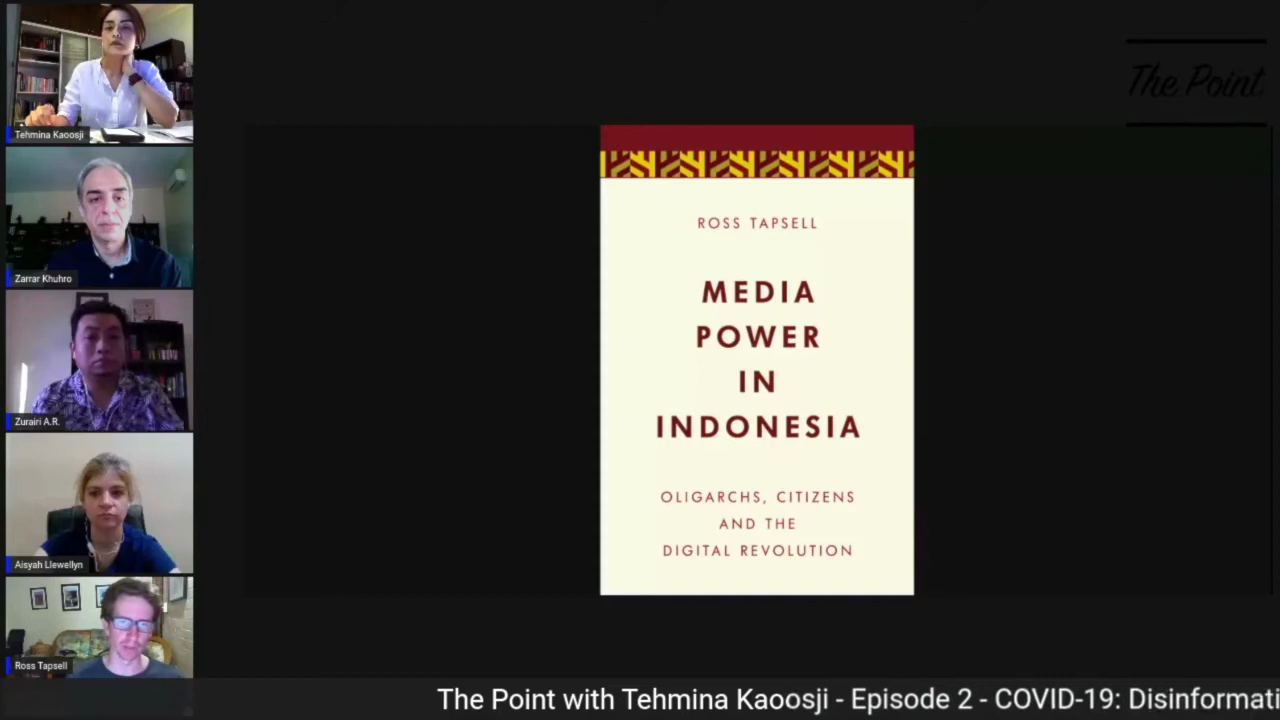 Tehmina Kaoosji
Zarrar Khuhro
Zurairi A.R.
Aisyah Llewellyn
Ross Tapsell
The Point
ROSS TAPSELL
MEDIA
POWER
IN
INDONESIA
OLIGARCHS, CITIZENS
AND THE
DIGITAL REVOLUTION
The Point with Tehmina Kaoosji - Episode 2 - COVID-19: Disinformati